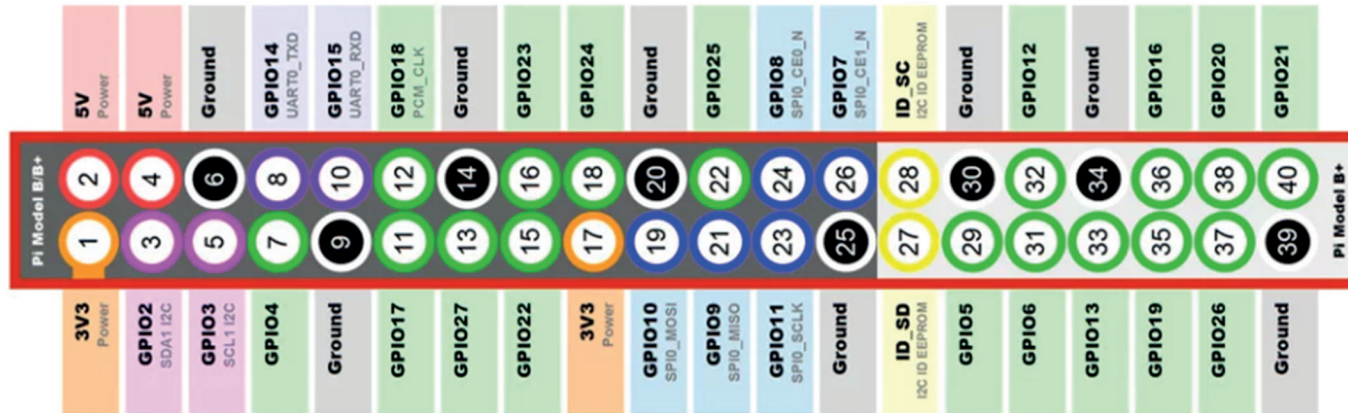 5V
Power
5V
Power
Ground
GPIO14
UART0_TXD
GPIO15
UART0_RXD
GPIO18
PCM_CLK
Ground
GPIO23
GPIO24
Ground
GPIO25
GPIO8
SPI0_CE0_N
GPIO7
SPI0_CE1_N
ID_SC
I2C ID EEPROM
Ground
GPIO12
Ground
GPIO16
GPIO20
GPIO21
Pi Model B/B+
2
4
6
8
10
12
14
16
18
20
22
24
26
28
30
32
34
36
38
40
Pi Model B+
1
3
5
7
9
11
13
15
17
19
21
23
25
27
29
31
33
35
37
39
3V3
Power
GPIO2
SDA1 I2C
GPIO3
SCL1 I2C
GPIO4
Ground
GPIO17
GPIO27
GPIO22
3V3
Power
GPIO10
SPI0_MOSI
GPIO9
SPI0_MISO
GPIO11
SPI0_SCLK
Ground
ID_SD
I2C ID EEPROM
GPIO5
GPIO6
GPIO13
GPIO19
GPIO26
Ground